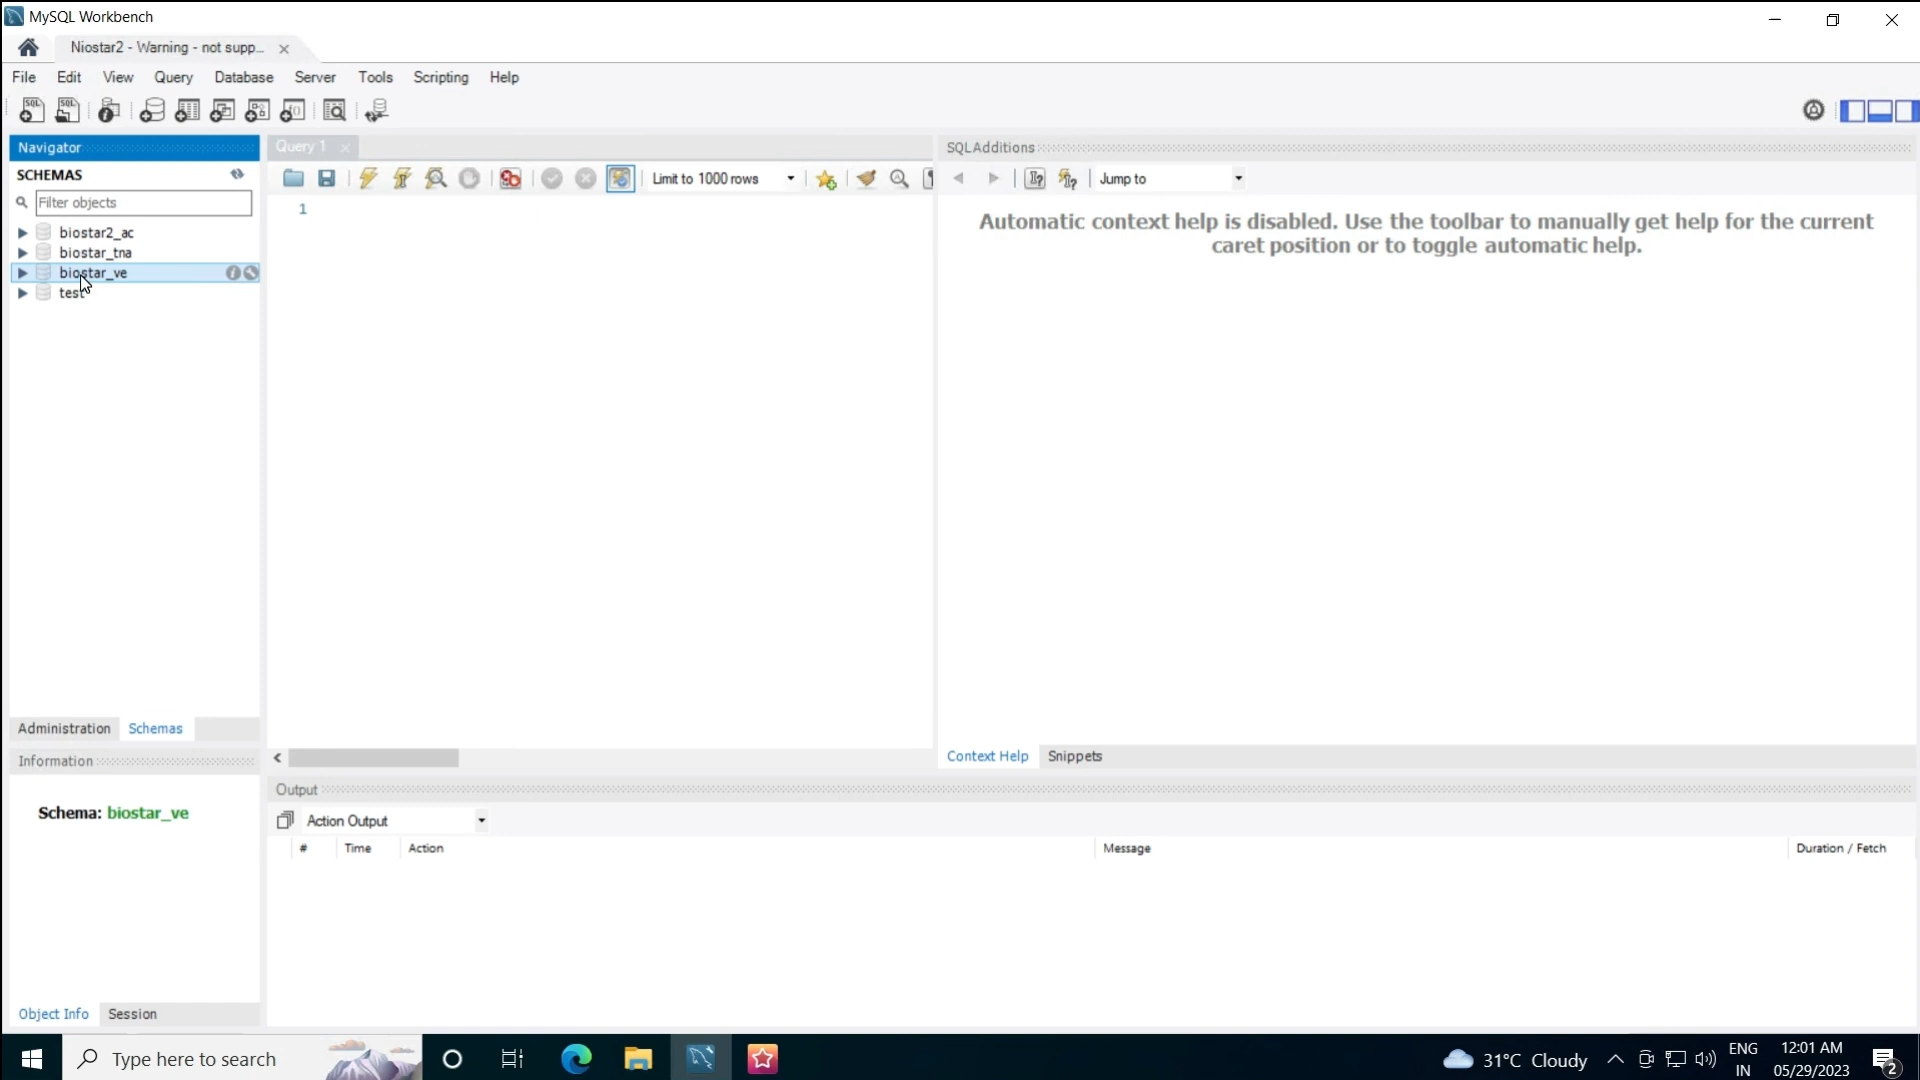 MySQL Workbench
Niostar2 - Warning - not supp...
File Edit View Query Database Server Tools Scripting Help
Navigator
SCHEMAS
Filter objects
biostar2_ac
biostar_tna
biostar_ve
test
Administration Schemas
Information
Schema: biostar_ve
Object Info Session
Query 1
Limit to 1000 rows
1
SQLAdditions
Jump to
Automatic context help is disabled. Use the toolbar to manually get help for the current
caret position or to toggle automatic help.
Context Help Snippets
Output
Action Output
# Time Action Message Duration / Fetch
Type here to search
31°C Cloudy
ENG
IN
12:01 AM
05/29/2023
2